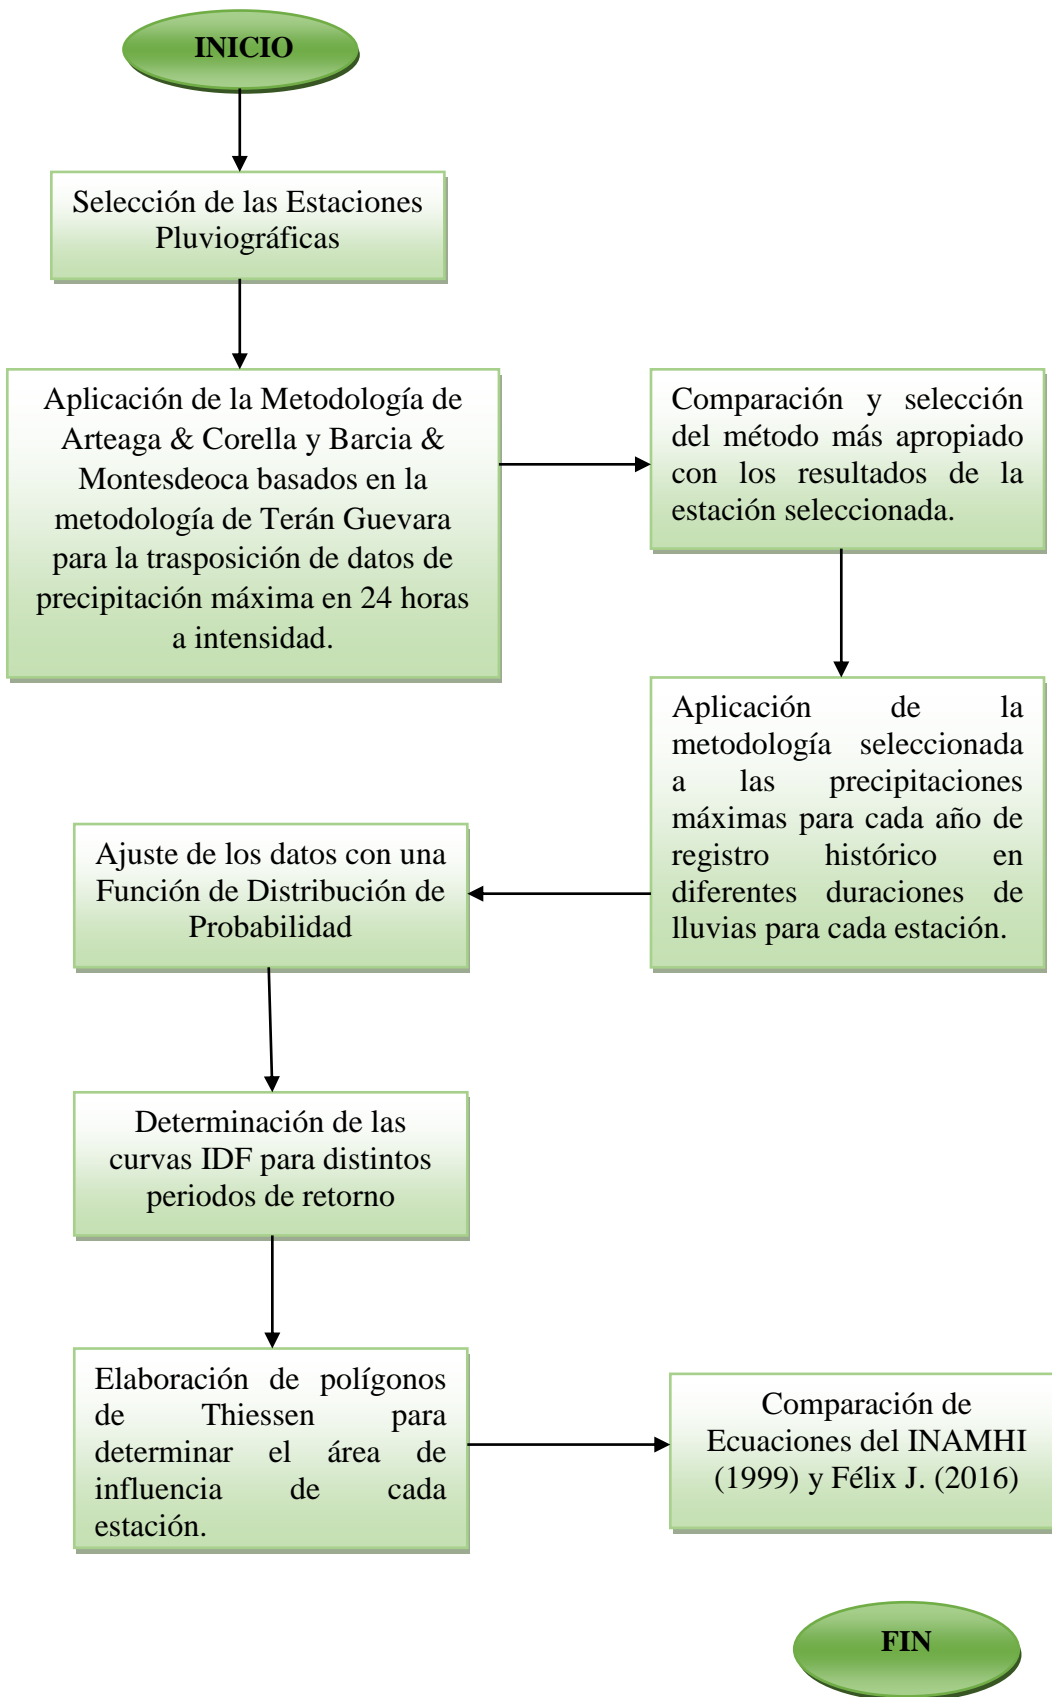 INICIO
Selección de las Estaciones
Pluviográficas
Aplicación de la Metodología de
Arteaga & Corella y Barcia &
Montesdeoca basados en la
metodología de Terán Guevara
para la trasposición de datos de
precipitación máxima en 24 horas
a intensidad.
Comparación y selección
del método más apropiado
con los resultados de la
estación seleccionada.
Aplicación de la
metodología seleccionada
a las precipitaciones
máximas para cada año de
registro histórico en
diferentes duraciones de
lluvias para cada estación.
Ajuste de los datos con una
Función de Distribución de
Probabilidad
Determinación de las
curvas IDF para distintos
periodos de retorno
Elaboración de polígonos
de Thiessen para
determinar el área de
influencia de cada
estación.
Comparación de
Ecuaciones del INAMHI
(1999) y Félix J. (2016)
FIN